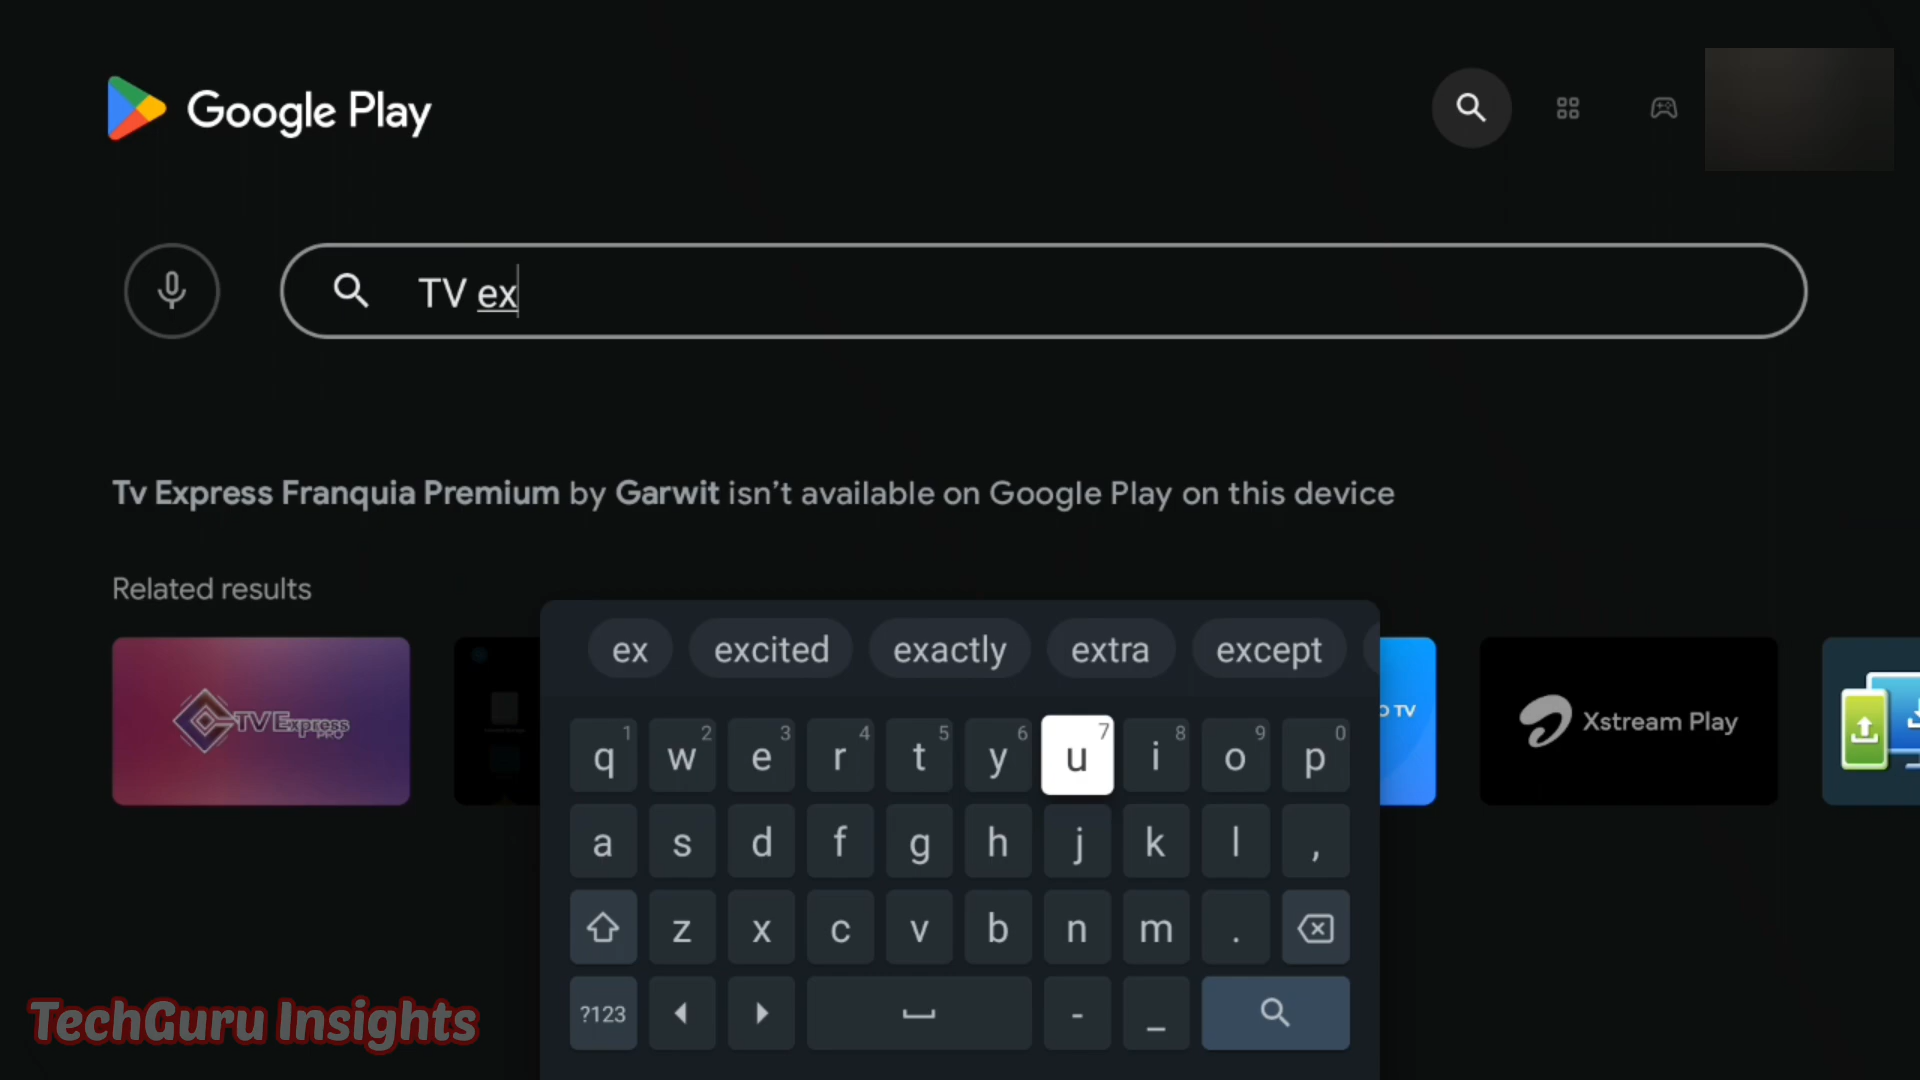 Google Play
TV ex
Tv Express Franquia Premium by Garwit isn't available on Google Play on this device
Related results
TV Express
PRO
O TV
Xstream Play
ex excited exactly extra except
q 1 w 2 e 3 r 4 t 5 y 6 u 7 i 8 o 9 p 0
a s d f g h j k l ,
z x c v b n m .
?123 - _
TechGuru Insights